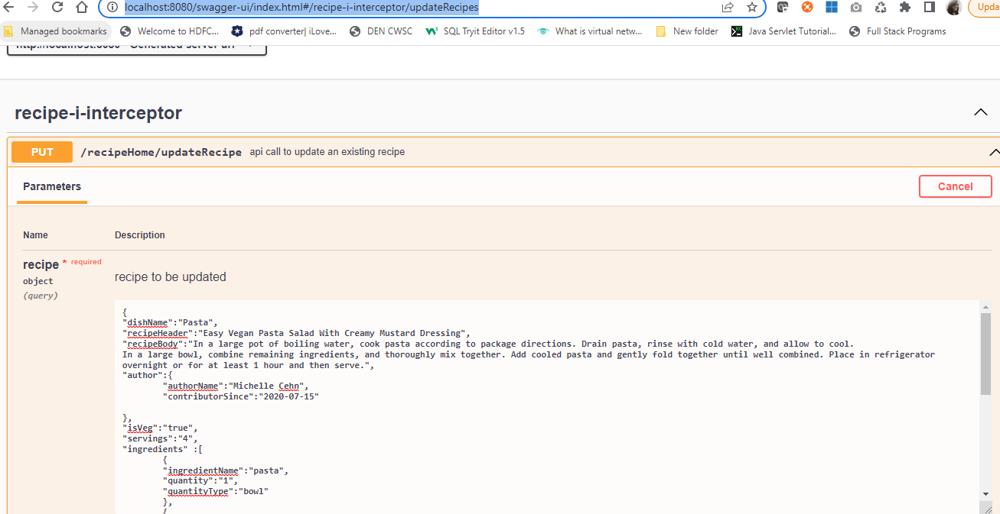 localhost:8080/swagger-ui/index.html#/recipe-i-interceptor/updateRecipes
Upda
Managed bookmarks
Welcome to HDFC...
pdf converter| iLove...
DEN CWSC
SQL Tryit Editor v1.5
What is virtual netw...
New folder
Java Servlet Tutorial...
Full Stack Programs
http://localhost:8080 - Generated server url
recipe-i-interceptor
PUT /recipeHome/updateRecipe api call to update an existing recipe
Parameters
Cancel
Name Description
recipe * required
object
(query)
recipe to be updated
{
"dishName":"Pasta",
"recipeHeader":"Easy Vegan Pasta Salad With Creamy Mustard Dressing",
"recipeBody":"In a large pot of boiling water, cook pasta according to package directions. Drain pasta, rinse with cold water, and allow to cool.
In a large bowl, combine remaining ingredients, and thoroughly mix together. Add cooled pasta and gently fold together until well combined. Place in refrigerator
overnight or for at least 1 hour and then serve.",
"author":{
"authorName":"Michelle Cehn",
"contributorSince":"2020-07-15"
},
"isVeg":"true",
"servings":"4",
"ingredients" :[
{
"ingredientName":"pasta",
"quantity":"1",
"quantityType":"bowl"
},
{